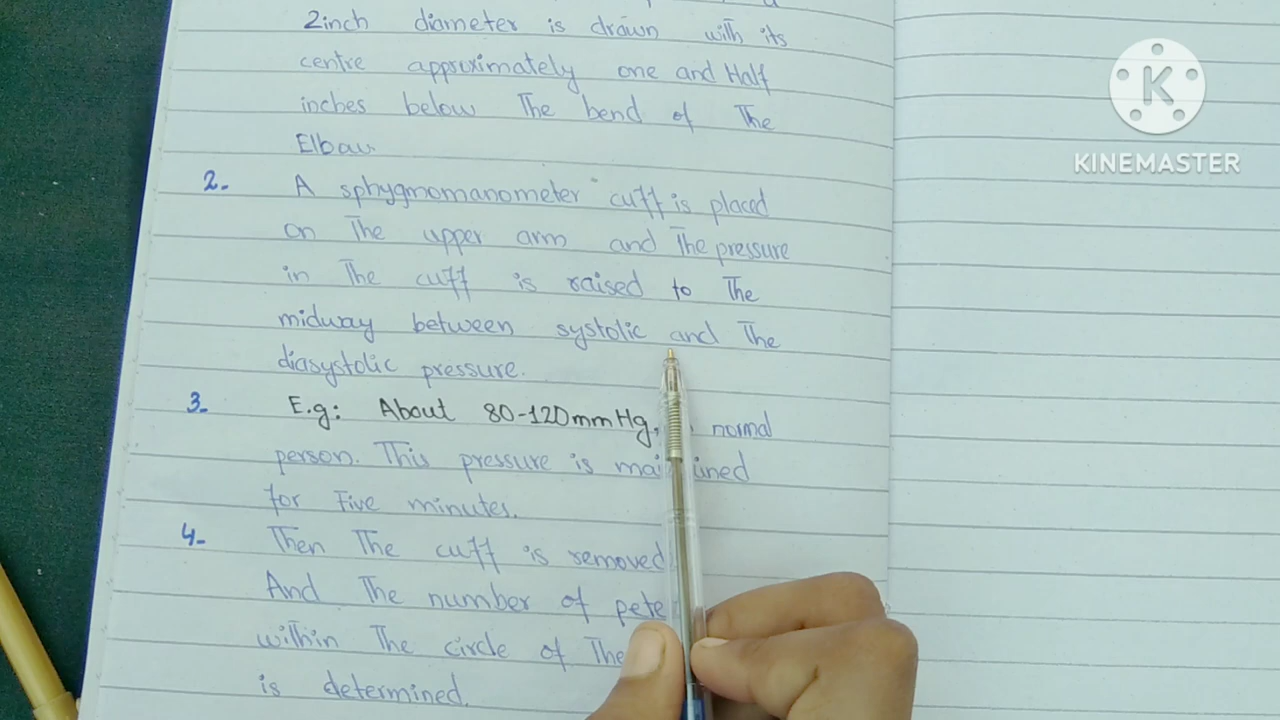 2inch diameter is drawn with its
centre approximately one and Half
inches below The bend of The
Elbow
2. A sphygmomanometer cuff is placed
on The upper arm and The pressure
in The cuff is raised to The
midway between systolic and The
diasystolic pressure.
3. E.g: About 80-120mmHg, normal
person. This pressure is
for Five minutes.
4. Then The cuff is removed
And The number of
within The circle of The
is determined.
K
KINEMASTER